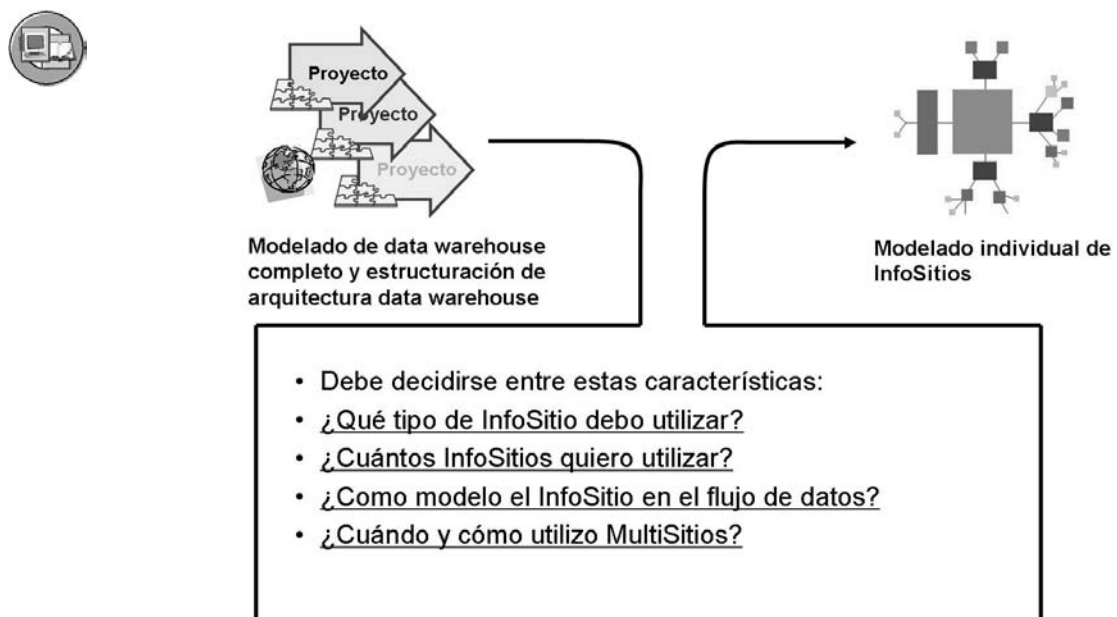 Proyecto
Proyecto
Proyecto
Modelado de data warehouse
completo y estructuración de
arquitectura data warehouse
Modelado individual de
InfoSitios
• Debe decidirse entre estas características:
• ¿Qué tipo de InfoSitio debo utilizar?
• ¿Cuántos InfoSitios quiero utilizar?
• ¿Como modelo el InfoSitio en el flujo de datos?
• ¿Cuándo y cómo utilizo MultiSitios?